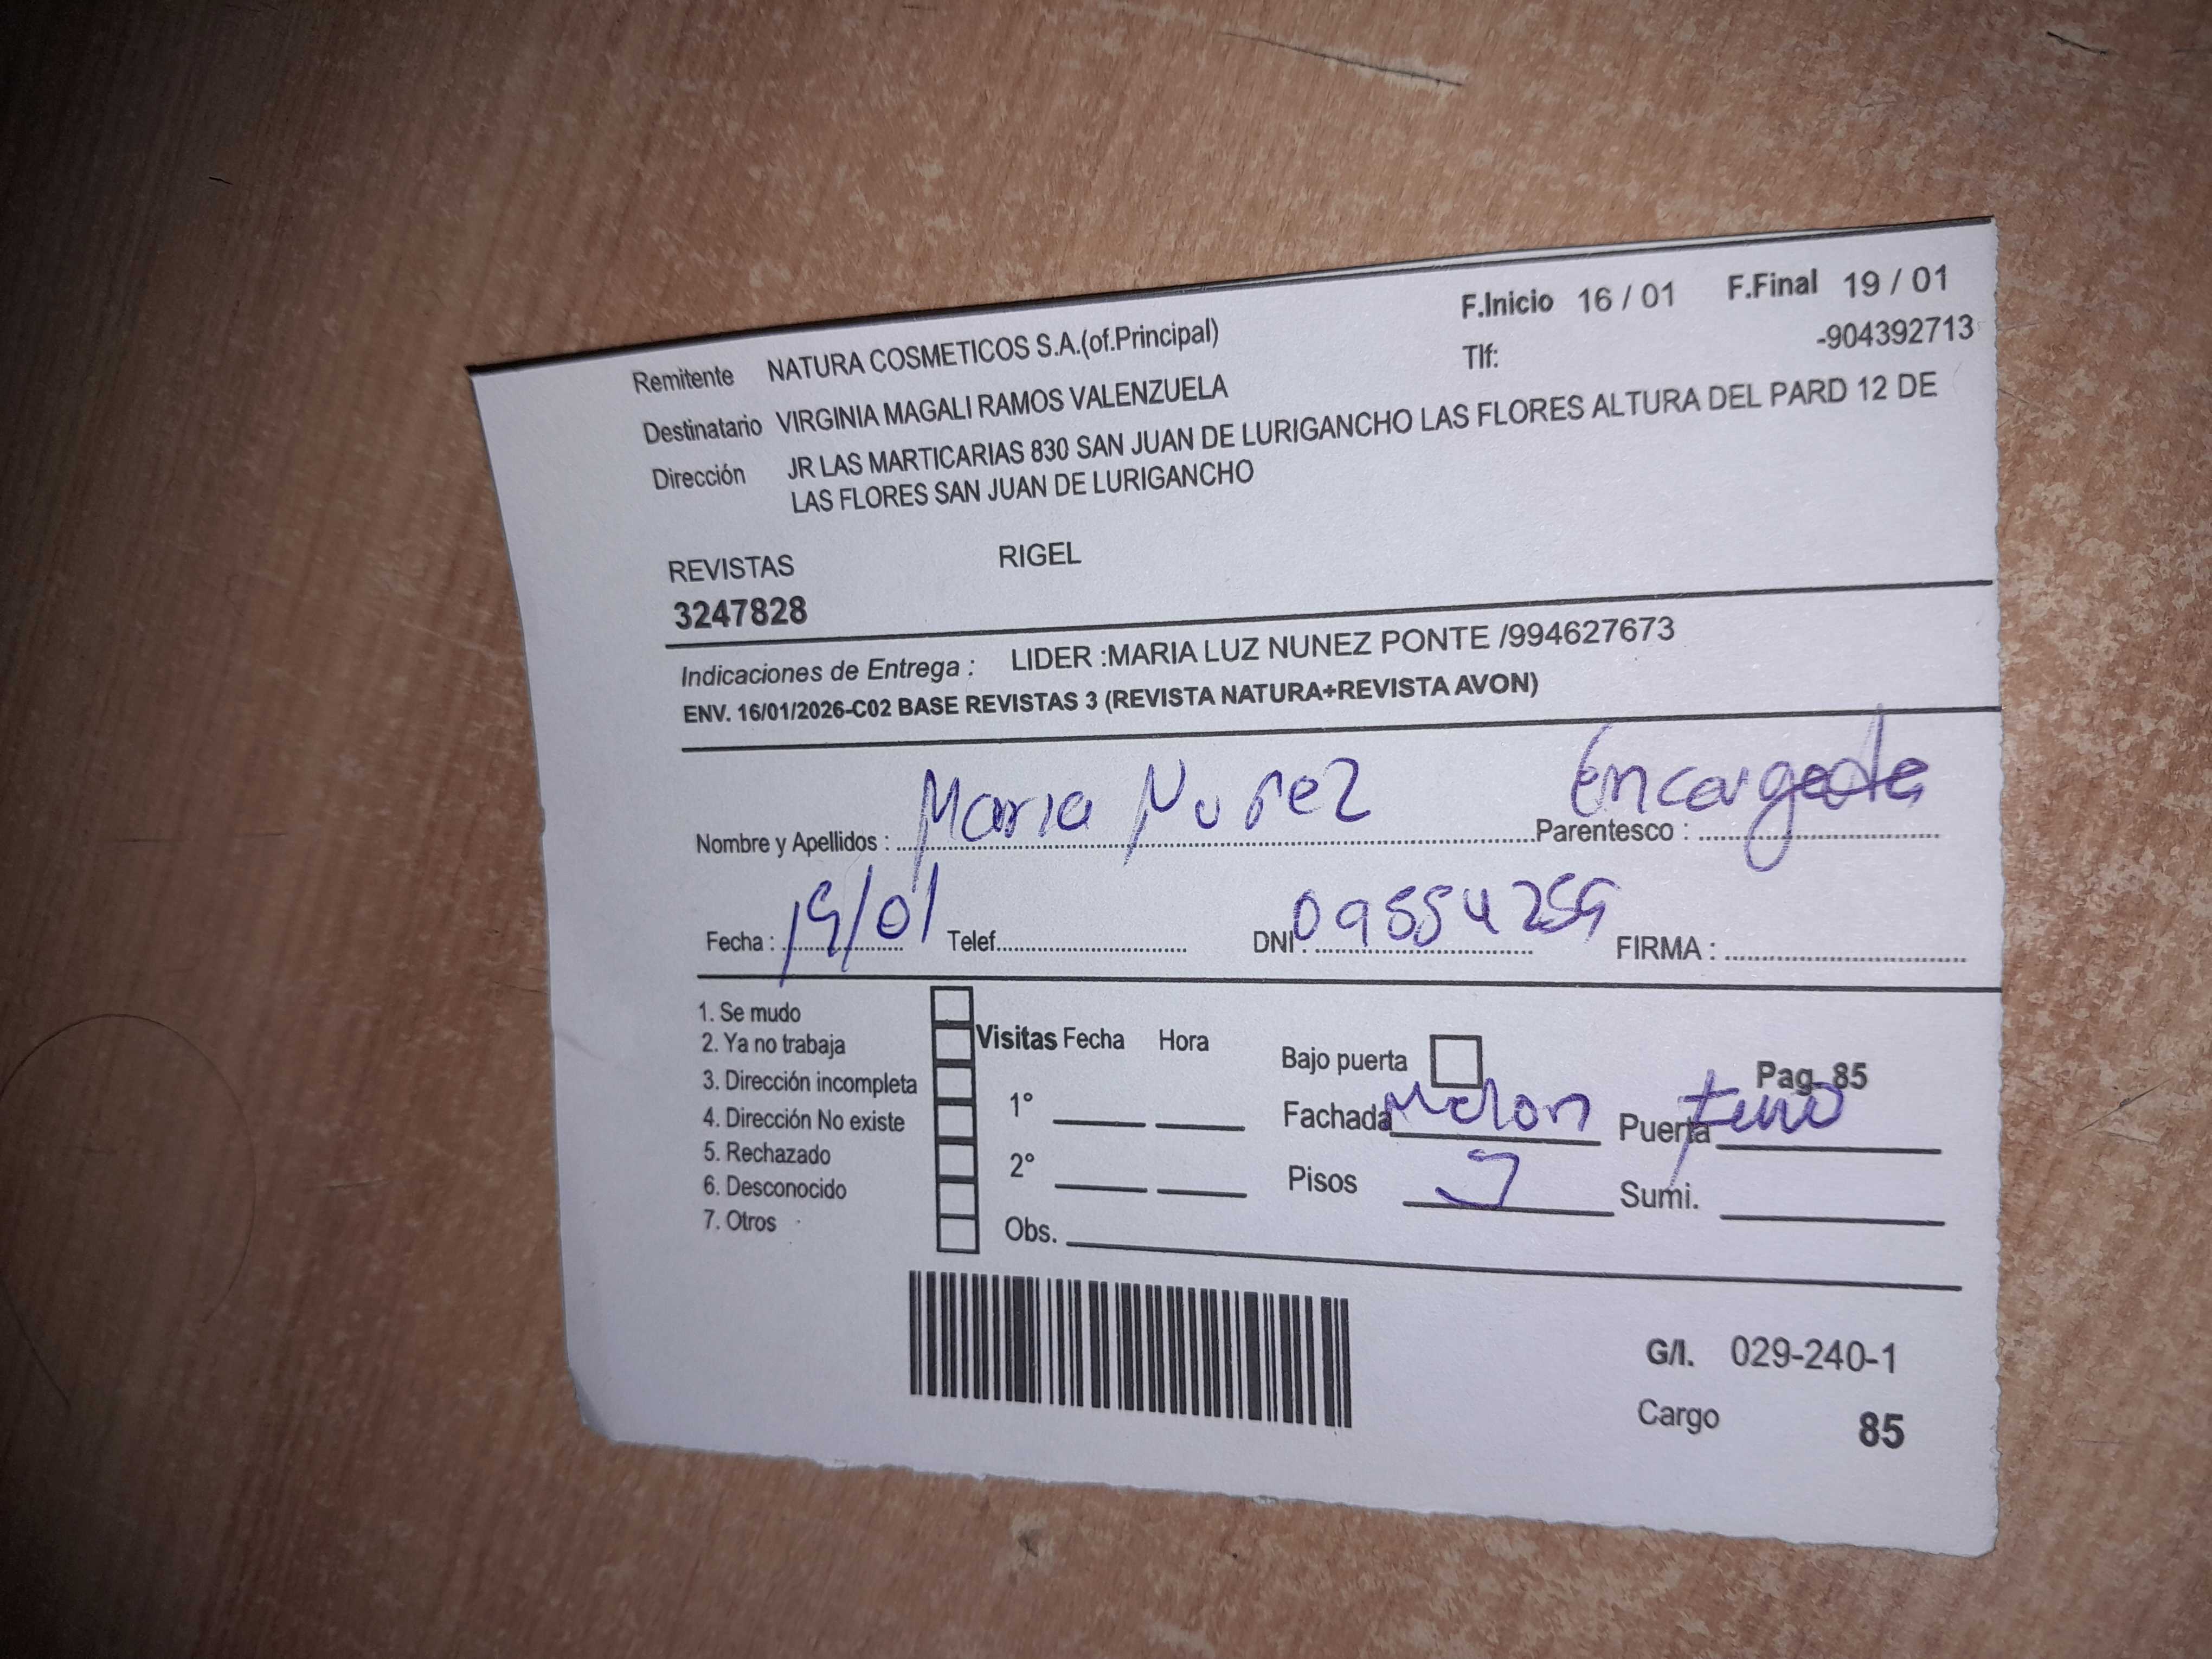 F.Inicio 16 / 01 F.Final 19 / 01
Remitente NATURA COSMETICOS S.A.(of.Principal) Tlf: -904392713
Destinatario VIRGINIA MAGALI RAMOS VALENZUELA
Dirección JR LAS MARTICARIAS 830 SAN JUAN DE LURIGANCHO LAS FLORES ALTURA DEL PARD 12 DE
LAS FLORES SAN JUAN DE LURIGANCHO
REVISTAS RIGEL
3247828
Indicaciones de Entrega : LIDER :MARIA LUZ NUNEZ PONTE /994627673
ENV. 16/01/2026-C02 BASE REVISTAS 3 (REVISTA NATURA+REVISTA AVON)
Nombre y Apellidos : Maria Nuñez Parentesco : Encargada
Fecha : 19/01 Telef. DNI : FIRMA :
1. Se mudo
2. Ya no trabaja
3. Dirección incompleta
4. Dirección No existe
5. Rechazado
6. Desconocido
7. Otros
Visitas Fecha Hora
1°
2°
Obs.
Bajo puerta Pag. 85
Fachada Melon Puerta
Pisos Sumi.
G/I. 029-240-1
Cargo 85